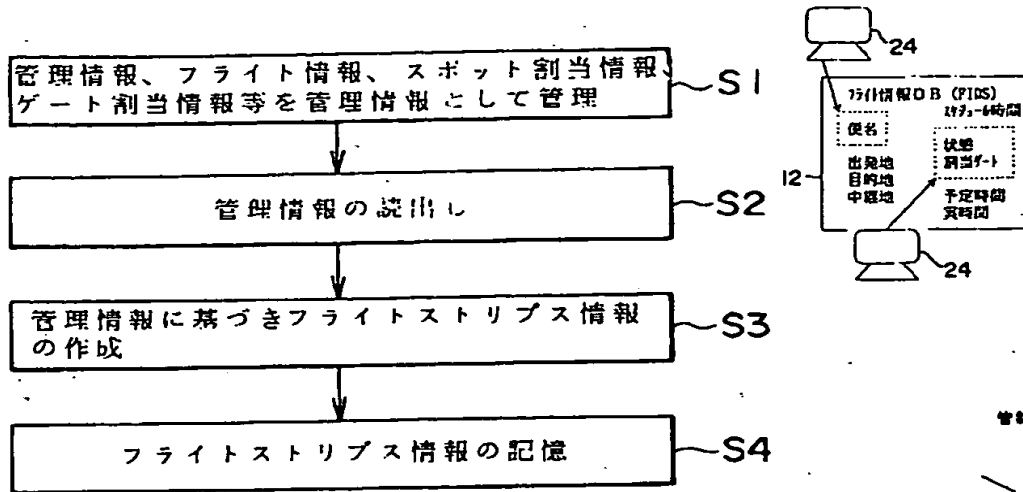 管理情報、フライト情報、スポット割当情報、
ゲート割当情報等を管理情報として管理
S1
管理情報の読出し
S2
管理情報に基づきフライトストリプス情報
の作成
S3
フライトストリプス情報の記憶
S4
24
フライト情報DB (FIDS)
スケジュール時間
便名
状態
割当ゲート
出発地
目的地
中継地
予定時間
実時間
12
24